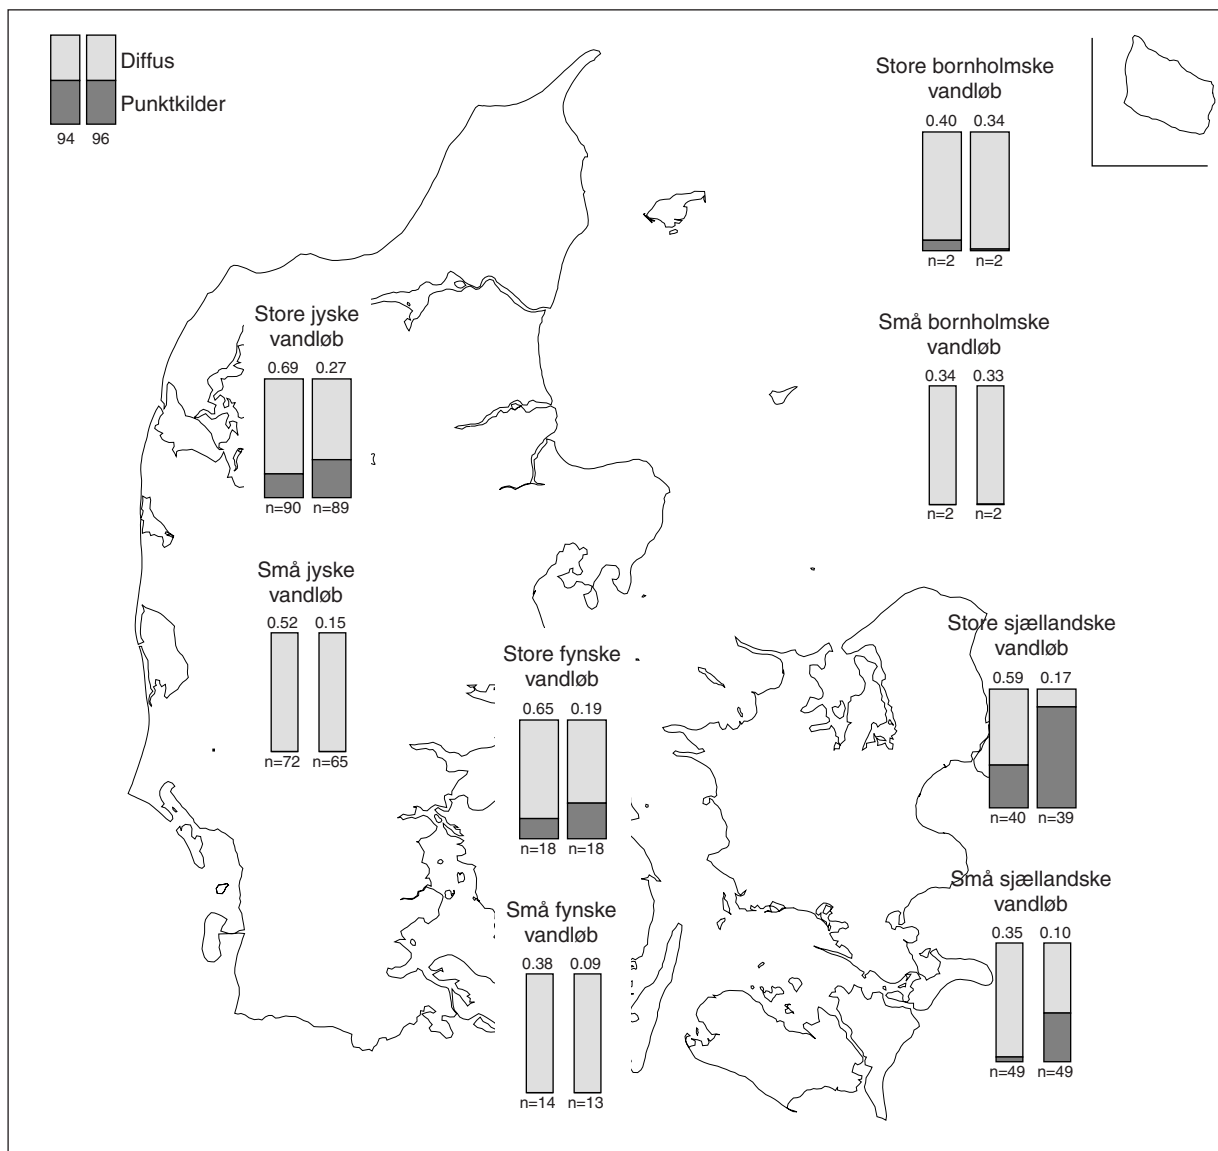 Diffus
Punktkilder
94 96
Store bornholmske
vandløb
0.40 0.34
n=2 n=2
Store jyske
vandløb
0.69 0.27
n=90 n=89
Små bornholmske
vandløb
0.34 0.33
n=2 n=2
Små jyske
vandløb
0.52 0.15
n=72 n=65
Store fynske
vandløb
0.65 0.19
n=18 n=18
Store sjællandske
vandløb
0.59 0.17
n=40 n=39
Små fynske
vandløb
0.38 0.09
n=14 n=13
Små sjællandske
vandløb
0.35 0.10
n=49 n=49